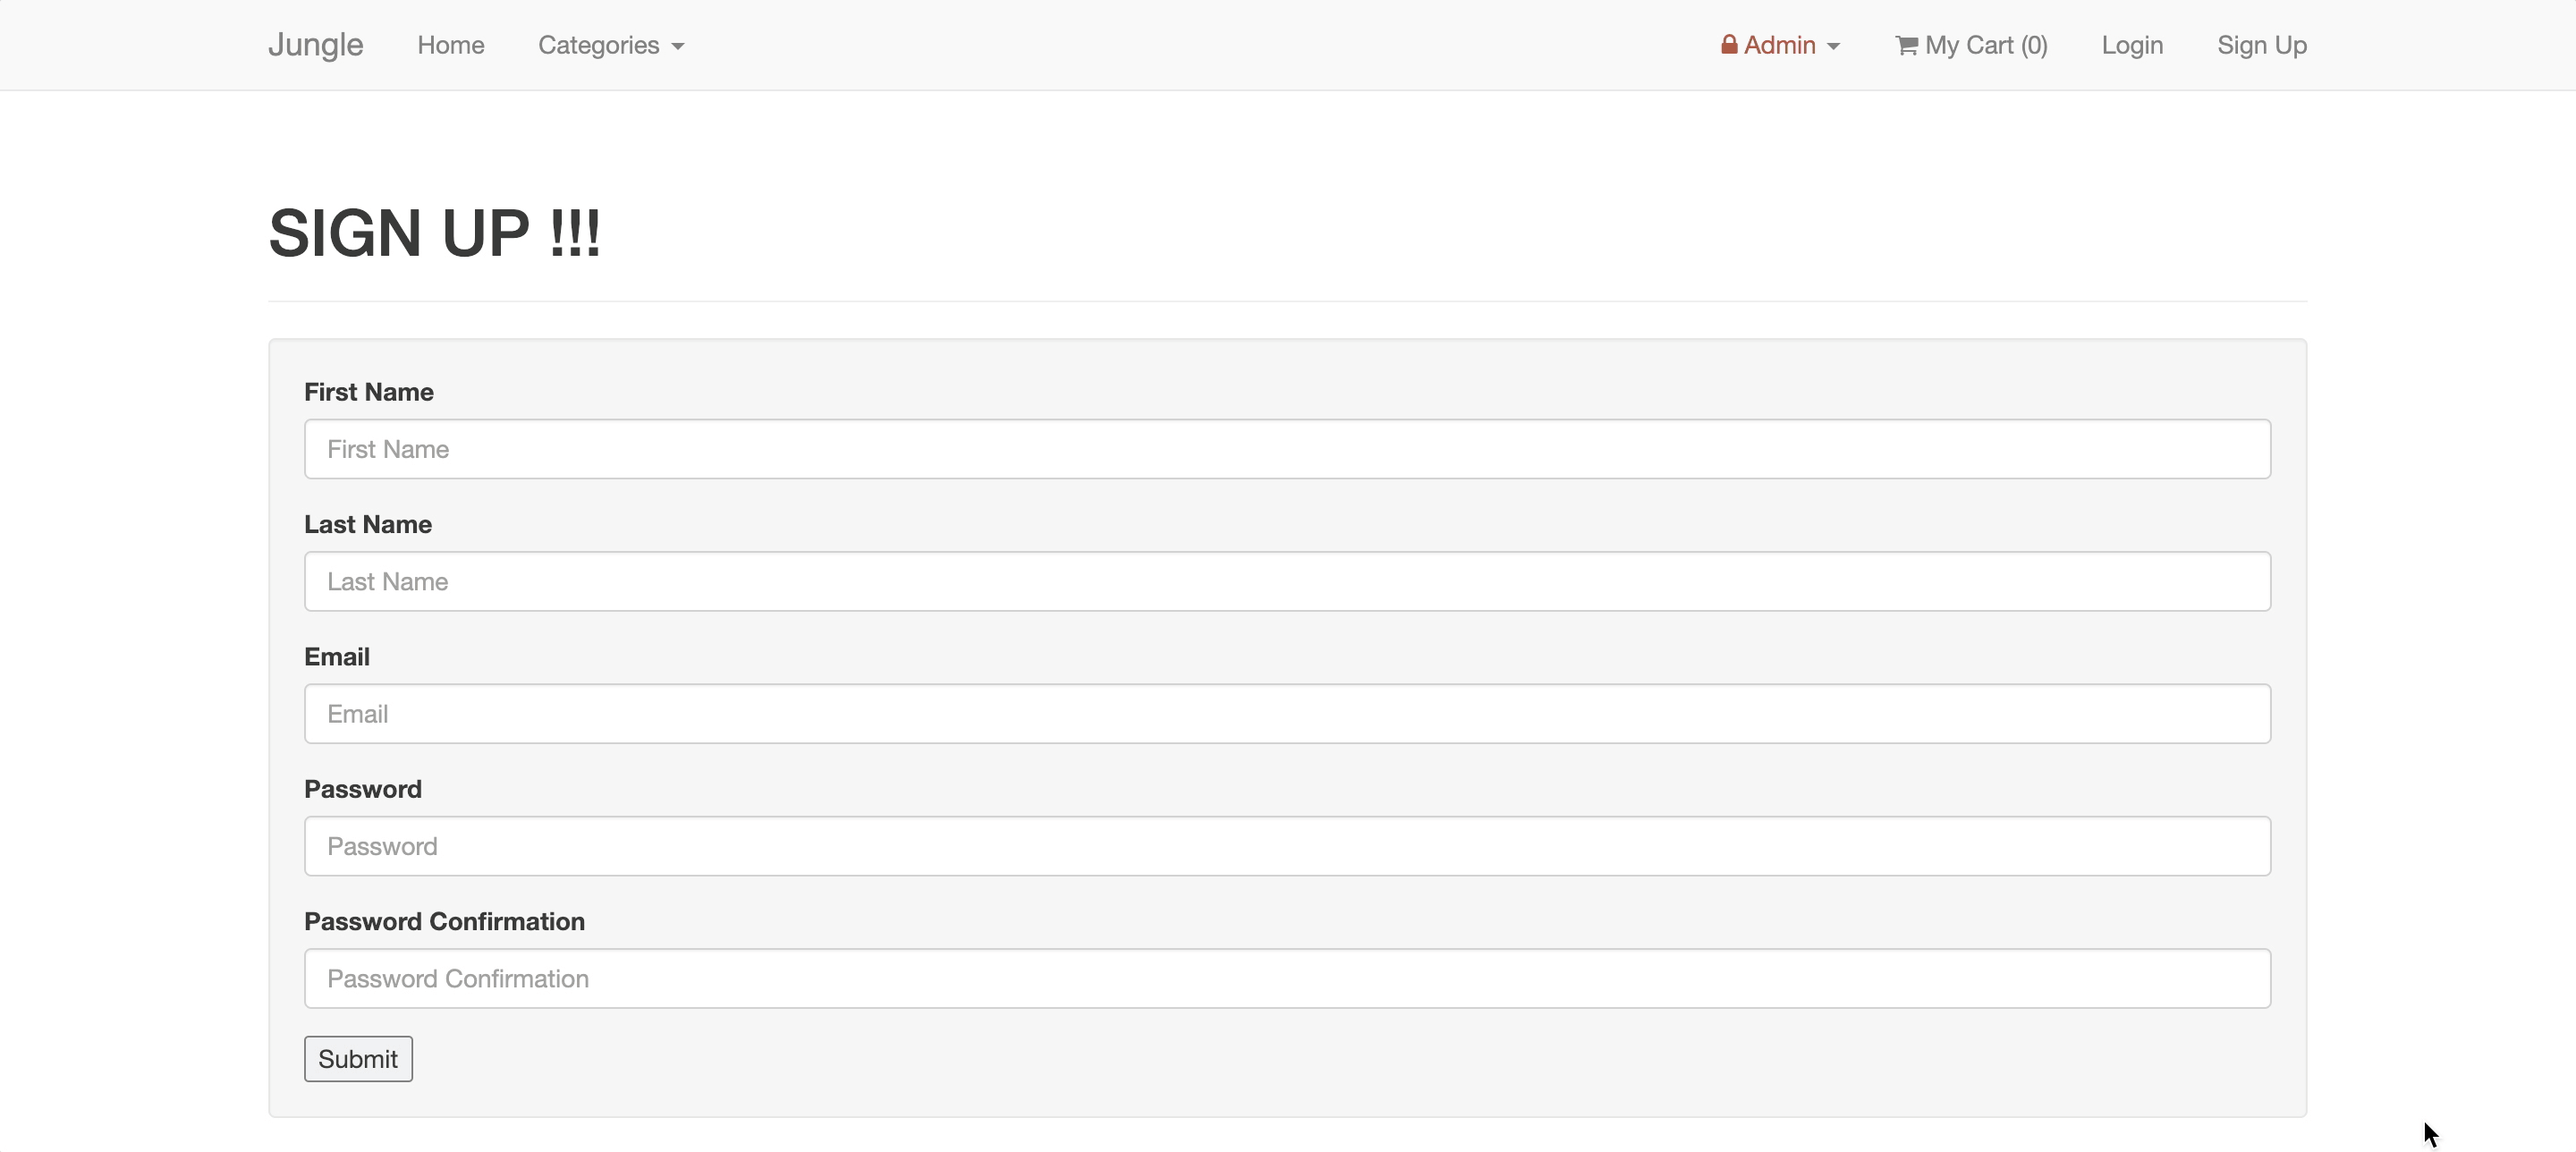 Jungle Home Categories Admin My Cart (0) Login Sign Up
SIGN UP !!!
First Name
First Name
Last Name
Last Name
Email
Email
Password
Password
Password Confirmation
Password Confirmation
Submit